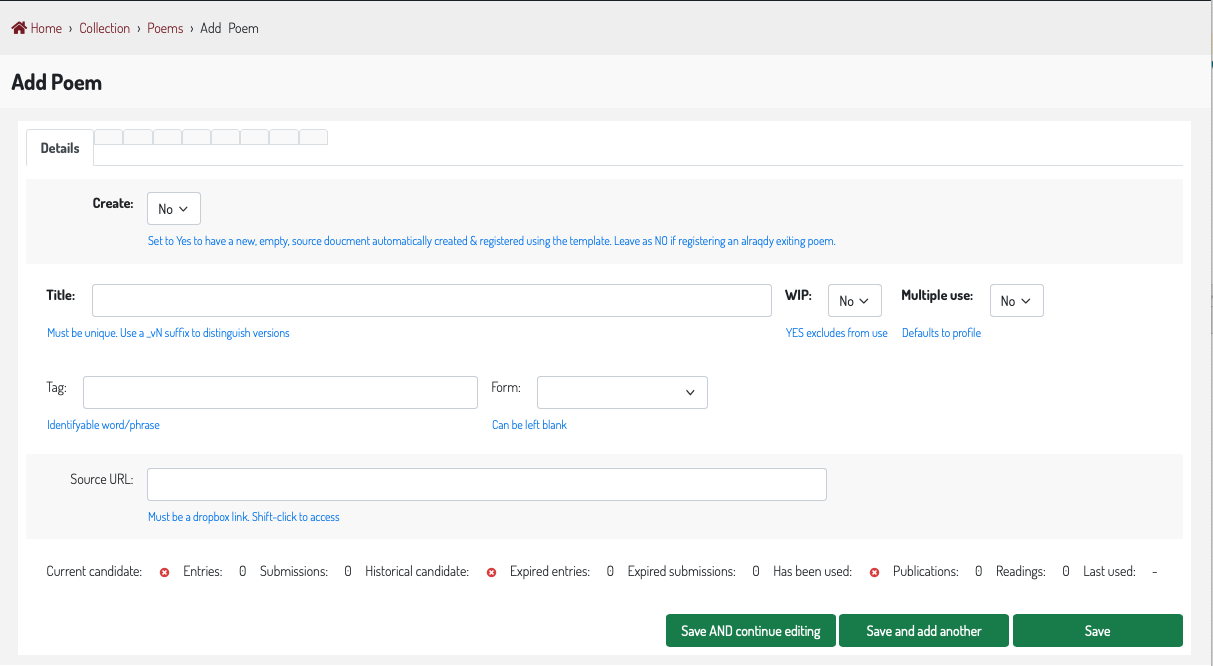 Home › Collection › Poems › Add Poem
Add Poem
Details
Create: No
Set to Yes to have a new, empty, source doucment automatically created & registered using the template. Leave as NO if registering an alraqdy exiting poem.
Title: WIP: No Multiple use: No
Must be unique. Use a _vN suffix to distinguish versions YES excludes from use Defaults to profile
Tag: Form:
Identifyable word/phrase Can be left blank
Source URL:
Must be a dropbox link. Shift-click to access
Current candidate: Entries: 0 Submissions: 0 Historical candidate: Expired entries: 0 Expired submissions: 0 Has been used: Publications: 0 Readings: 0 Last used: -
Save AND continue editing Save and add another Save